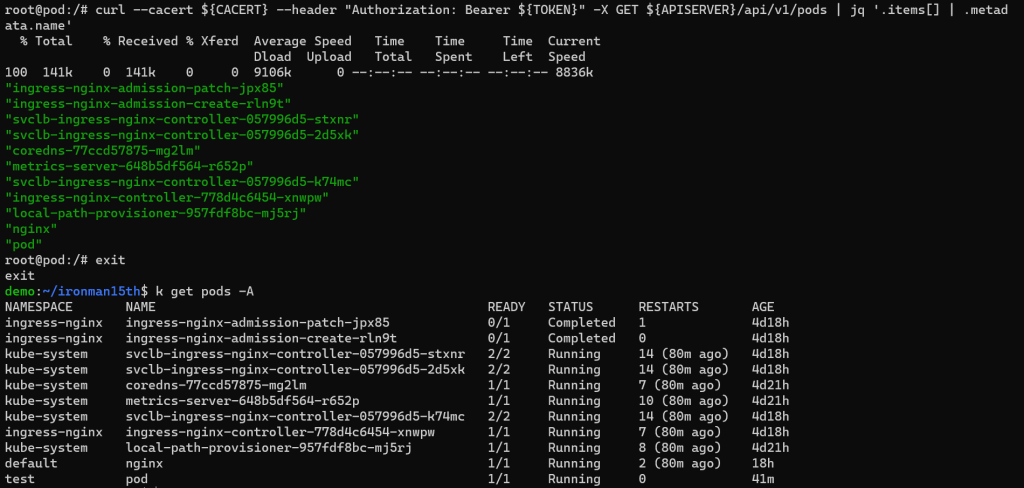 root@pod:/# curl --cacert ${CACERT} --header "Authorization: Bearer ${TOKEN}" -X GET ${APISERVER}/api/v1/pods | jq '.items[] | .metad
ata.name'
  % Total    % Received % Xferd  Average Speed   Time    Time     Time  Current
                                 Dload  Upload   Total   Spent    Left  Speed
100  141k    0  141k    0     0  9106k      0 --:--:-- --:--:-- --:--:-- 8836k
"ingress-nginx-admission-patch-jpx85"
"ingress-nginx-admission-create-rln9t"
"svclb-ingress-nginx-controller-057996d5-stxnr"
"svclb-ingress-nginx-controller-057996d5-2d5xk"
"coredns-77ccd57875-mg2lm"
"metrics-server-648b5df564-r652p"
"svclb-ingress-nginx-controller-057996d5-k74mc"
"ingress-nginx-controller-778d4c6454-xnwpw"
"local-path-provisioner-957fdf8bc-mj5rj"
"nginx"
"pod"
root@pod:/# exit
exit
demo:~/ironman15th$ k get pods -A
NAMESPACE       NAME                                            READY   STATUS      RESTARTS       AGE
ingress-nginx   ingress-nginx-admission-patch-jpx85             0/1     Completed   1              4d18h
ingress-nginx   ingress-nginx-admission-create-rln9t            0/1     Completed   0              4d18h
kube-system     svclb-ingress-nginx-controller-057996d5-stxnr   2/2     Running     14 (80m ago)   4d18h
kube-system     svclb-ingress-nginx-controller-057996d5-2d5xk   2/2     Running     14 (80m ago)   4d18h
kube-system     coredns-77ccd57875-mg2lm                        1/1     Running     7 (80m ago)    4d21h
kube-system     metrics-server-648b5df564-r652p                 1/1     Running     10 (80m ago)   4d21h
kube-system     svclb-ingress-nginx-controller-057996d5-k74mc   2/2     Running     14 (80m ago)   4d18h
ingress-nginx   ingress-nginx-controller-778d4c6454-xnwpw       1/1     Running     7 (80m ago)    4d18h
kube-system     local-path-provisioner-957fdf8bc-mj5rj          1/1     Running     8 (80m ago)    4d21h
default         nginx                                           1/1     Running     2 (80m ago)    18h
test            pod                                             1/1     Running     0              41m